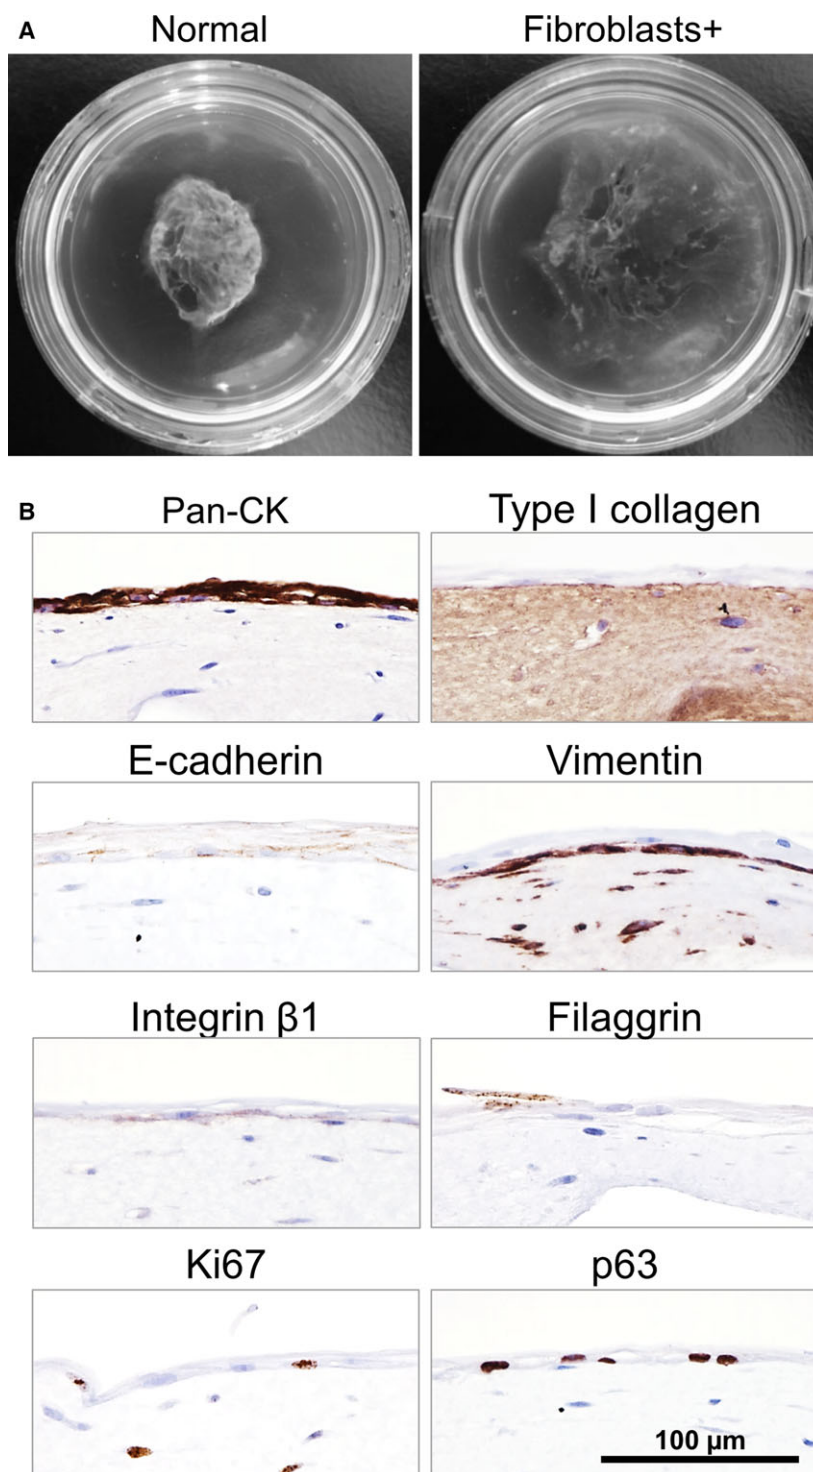 A
Normal
Fibroblasts+
B
Pan-CK
Type I collagen
E-cadherin
Vimentin
Integrin β1
Filaggrin
Ki67
p63
100 µm